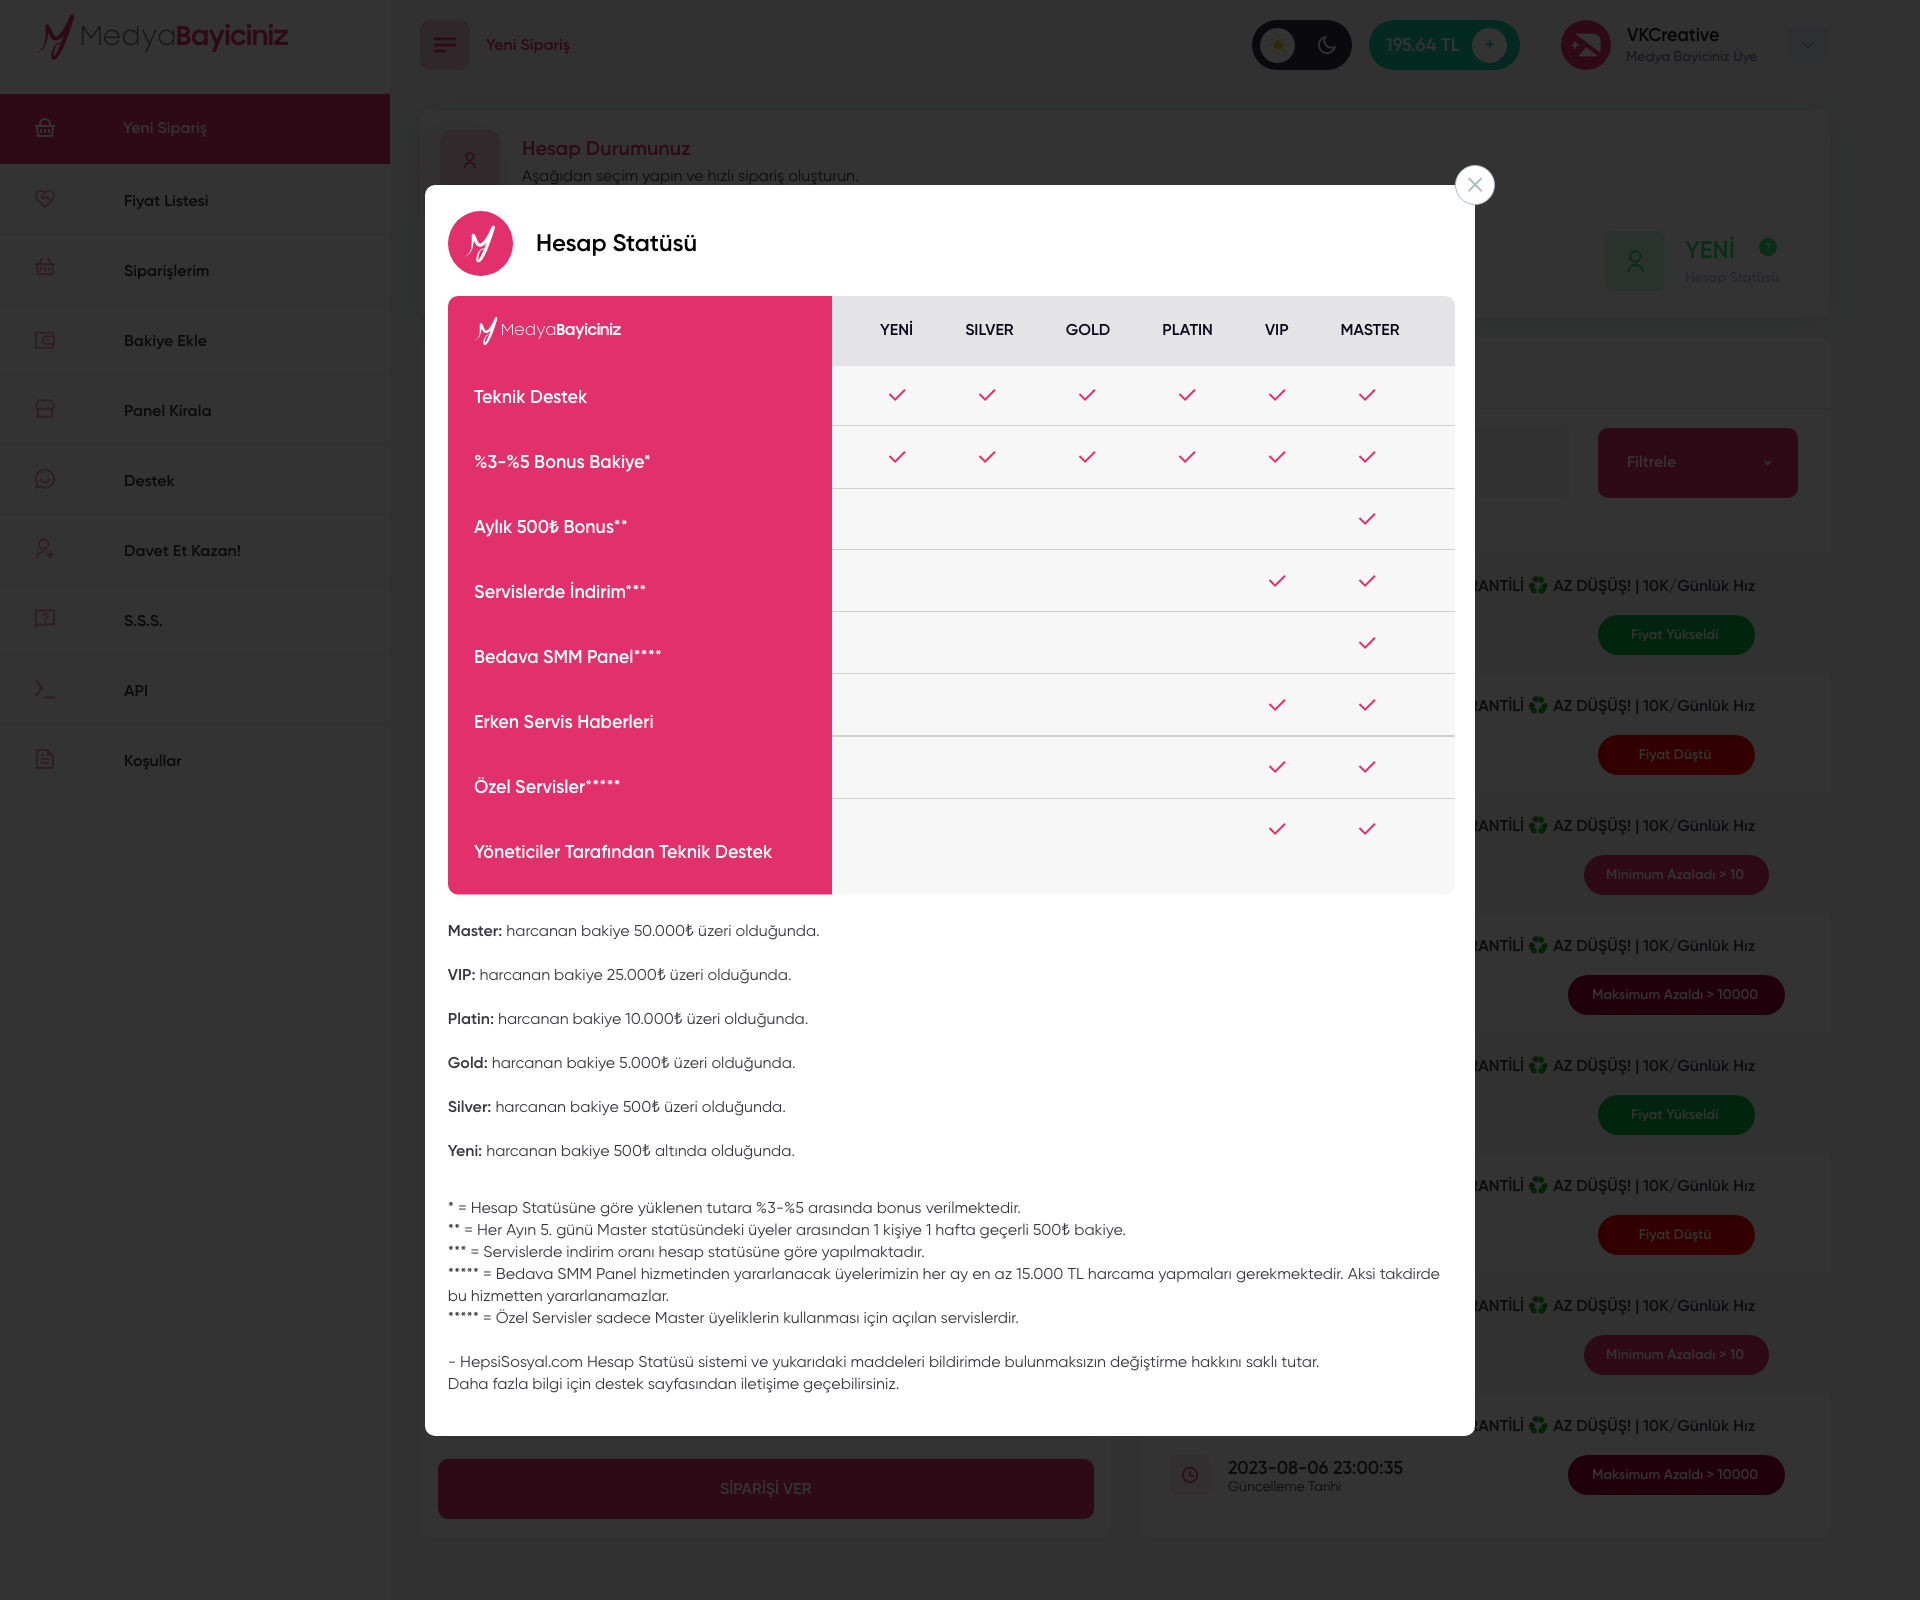 MedyaBayiciniz
Yeni Sipariş
195.64 TL
+
VKCreative
Medya Bayiciniz Üye
Yeni Sipariş
Fiyat Listesi
Siparişlerim
Bakiye Ekle
Panel Kirala
Destek
Davet Et Kazan!
S.S.S.
API
Koşullar
Hesap Durumunuz
Aşağıdan seçim yapın ve hızlı sipariş oluşturun.
YENİ
?
Hesap Statüsü
Filtrele
Hesap Statüsü
MedyaBayiciniz
YENİ SILVER GOLD PLATIN VIP MASTER
Teknik Destek
%3-%5 Bonus Bakiye*
Aylık 500₺ Bonus**
Servislerde İndirim***
Bedava SMM Panel****
Erken Servis Haberleri
Özel Servisler*****
Yöneticiler Tarafından Teknik Destek
Master: harcanan bakiye 50.000₺ üzeri olduğunda.
VIP: harcanan bakiye 25.000₺ üzeri olduğunda.
Platin: harcanan bakiye 10.000₺ üzeri olduğunda.
Gold: harcanan bakiye 5.000₺ üzeri olduğunda.
Silver: harcanan bakiye 500₺ üzeri olduğunda.
Yeni: harcanan bakiye 500₺ altında olduğunda.
* = Hesap Statüsüne göre yüklenen tutara %3-%5 arasında bonus verilmektedir.
** = Her Ayın 5. günü Master statüsündeki üyeler arasından 1 kişiye 1 hafta geçerli 500₺ bakiye.
*** = Servislerde indirim oranı hesap statüsüne göre yapılmaktadır.
***** = Bedava SMM Panel hizmetinden yararlanacak üyelerimizin her ay en az 15.000 TL harcama yapmaları gerekmektedir. Aksi takdirde
bu hizmetten yararlanamazlar.
***** = Özel Servisler sadece Master üyeliklerin kullanması için açılan servislerdir.
- HepsiSosyal.com Hesap Statüsü sistemi ve yukarıdaki maddeleri bildirimde bulunmaksızın değiştirme hakkını saklı tutar.
Daha fazla bilgi için destek sayfasından iletişime geçebilirsiniz.
RANTİLİ ♻️ AZ DÜŞÜŞ! | 10K/Günlük Hız
Fiyat Yükseldi
RANTİLİ ♻️ AZ DÜŞÜŞ! | 10K/Günlük Hız
Fiyat Düştü
RANTİLİ ♻️ AZ DÜŞÜŞ! | 10K/Günlük Hız
Minimum Azaladı > 10
RANTİLİ ♻️ AZ DÜŞÜŞ! | 10K/Günlük Hız
Maksimum Azaldı > 10000
RANTİLİ ♻️ AZ DÜŞÜŞ! | 10K/Günlük Hız
Fiyat Yükseldi
RANTİLİ ♻️ AZ DÜŞÜŞ! | 10K/Günlük Hız
Fiyat Düştü
RANTİLİ ♻️ AZ DÜŞÜŞ! | 10K/Günlük Hız
Minimum Azaladı > 10
RANTİLİ ♻️ AZ DÜŞÜŞ! | 10K/Günlük Hız
2023-08-06 23:00:35
Güncelleme Tarihi
Maksimum Azaldı > 10000
SİPARİŞİ VER